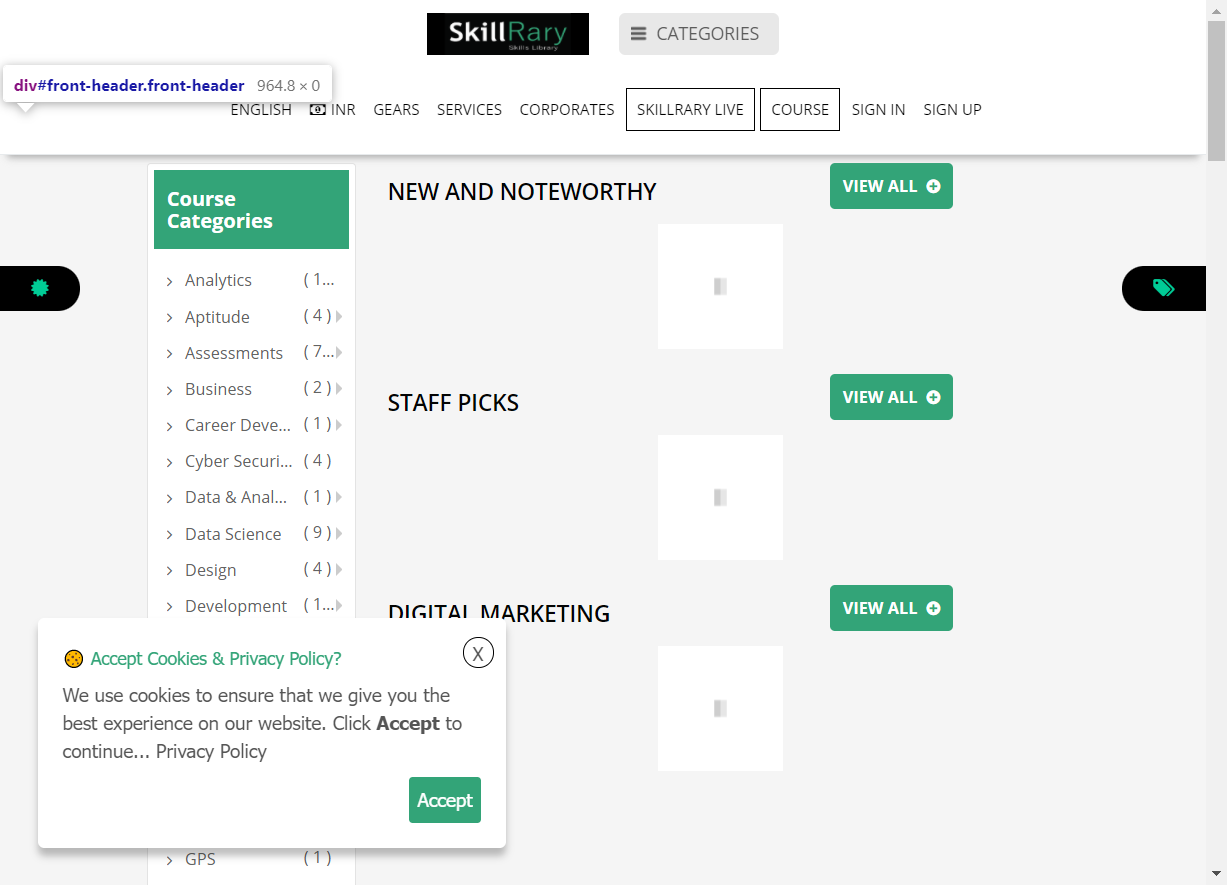 SkillRary
Skills Library
CATEGORIES
div#front-header.front-header 964.8 × 0
ENGLISH INR GEARS SERVICES CORPORATES SKILLRARY LIVE COURSE SIGN IN SIGN UP
Course
Categories
Analytics ( 1...
Aptitude ( 4 )
Assessments ( 7...
Business ( 2 )
Career Deve... ( 1 )
Cyber Securi... ( 4 )
Data & Anal... ( 1 )
Data Science ( 9 )
Design ( 4 )
Development ( 1...
GPS ( 1 )
NEW AND NOTEWORTHY VIEW ALL
STAFF PICKS VIEW ALL
DIGITAL MARKETING VIEW ALL
Accept Cookies & Privacy Policy? X
We use cookies to ensure that we give you the
best experience on our website. Click Accept to
continue... Privacy Policy
Accept